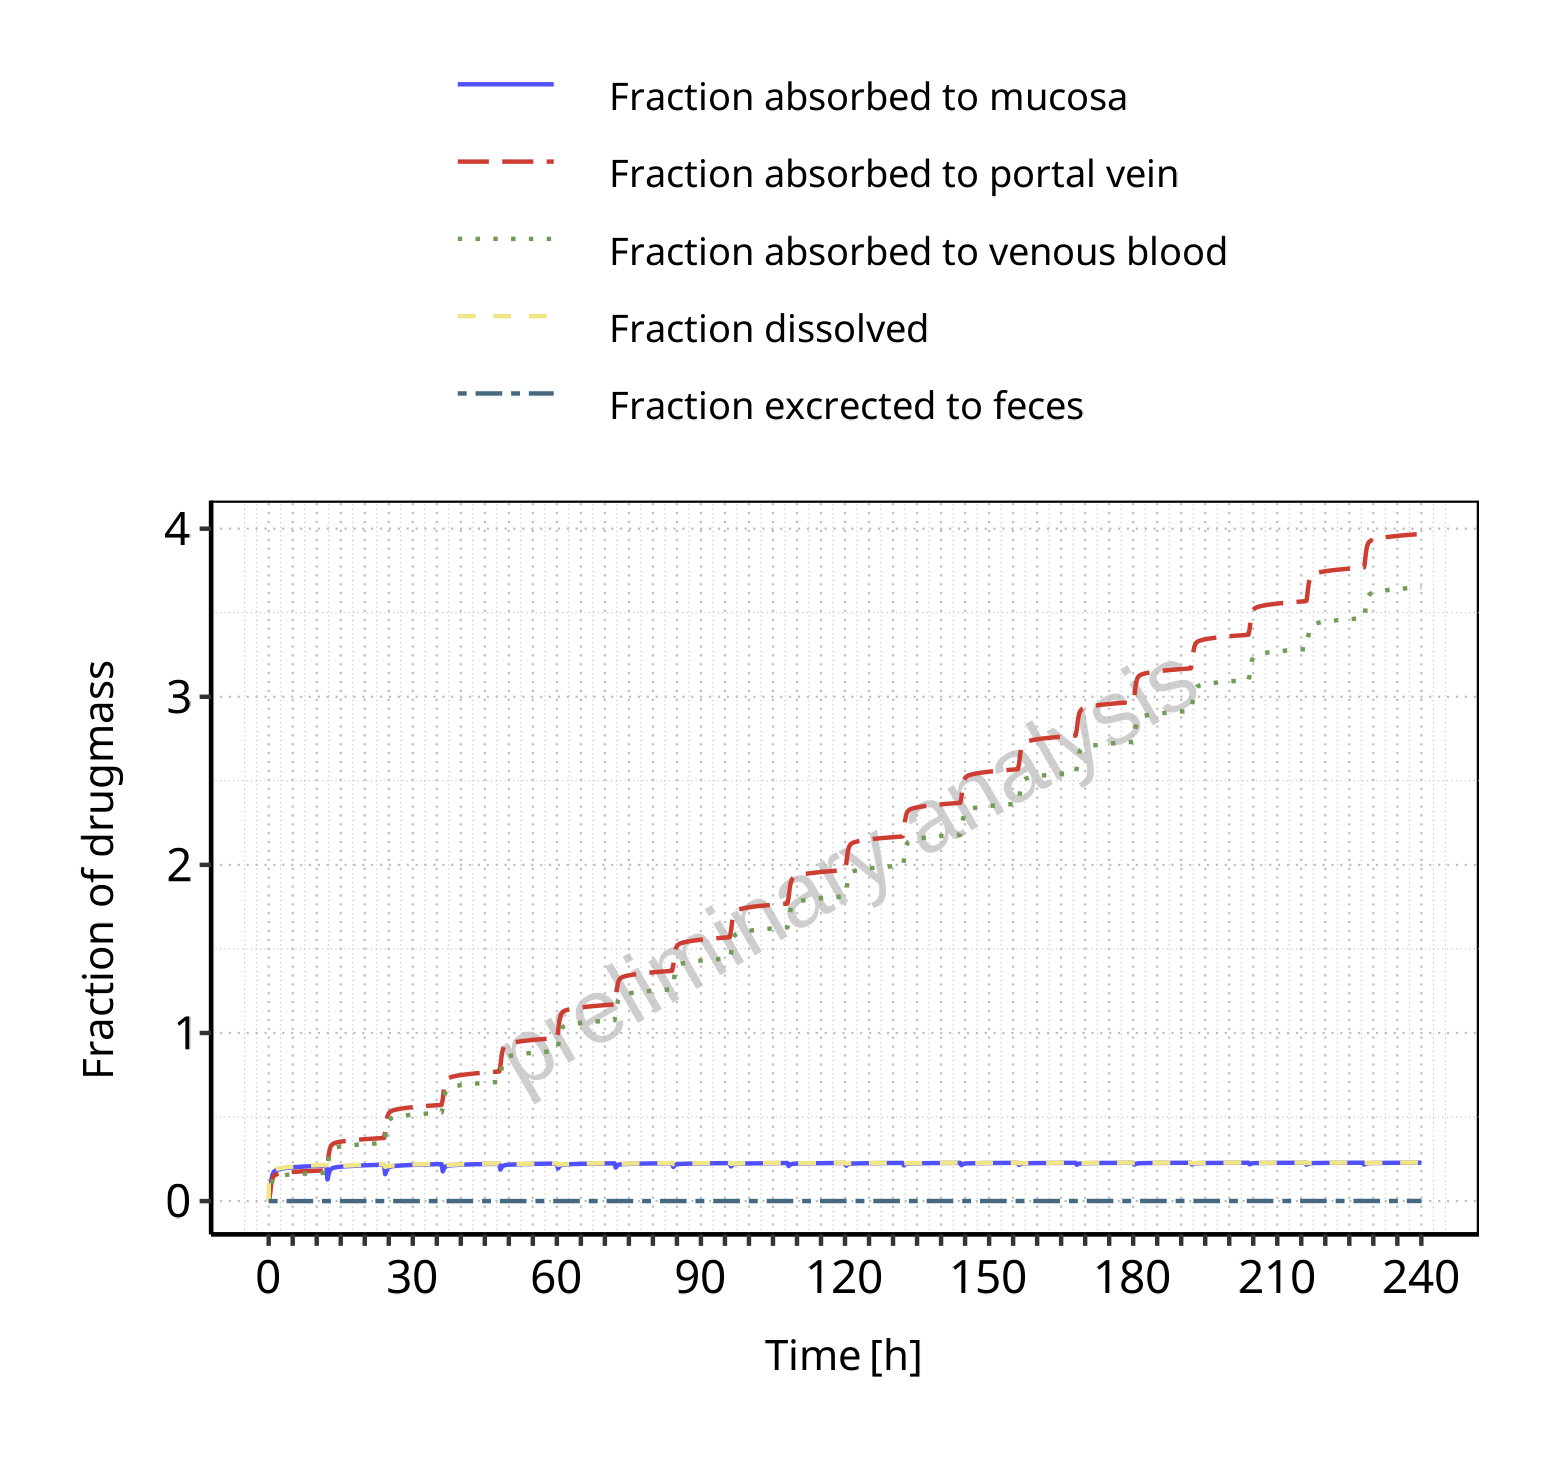 Fraction absorbed to mucosa
Fraction absorbed to portal vein
Fraction absorbed to venous blood
Fraction dissolved
Fraction excrected to feces
4
3
2
1
0
Fraction of drugmass
preliminary analysis
0 30 60 90 120 150 180 210 240
Time [h]